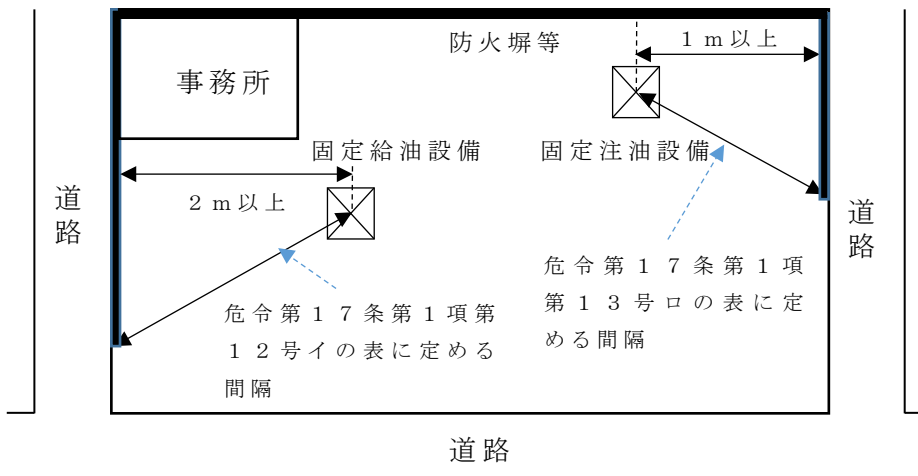 防火塀等
1m以上
事務所
固定給油設備
固定注油設備
2m以上
道路
道路
危令第17条第1項
第13号ロの表に定
める間隔
危令第17条第1項第
12号イの表に定める
間隔
道路